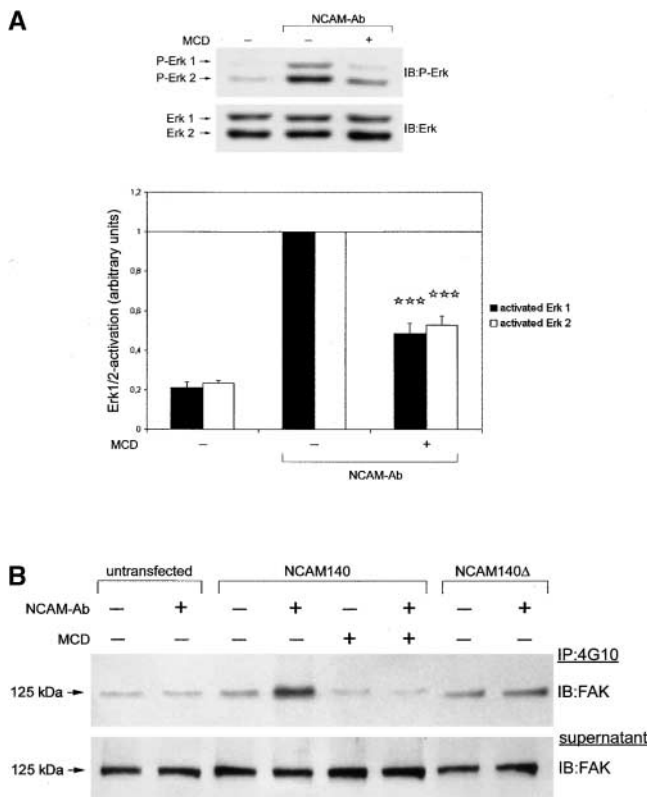 A
NCAM-Ab
MCD – – +
P-Erk 1 →
P-Erk 2 →
IB:P-Erk
Erk 1 →
Erk 2 →
IB:Erk
Erk1/2-activation (arbitrary units)
1,2
1
0,8
0,6
0,4
0,2
0
☆☆☆ ☆☆☆
activated Erk 1
activated Erk 2
MCD – – +
NCAM-Ab
B
untransfected NCAM140 NCAM140Δ
NCAM-Ab – + – + – + – +
MCD – – – – + + – –
IP:4G10
125 kDa → IB:FAK
supernatant
125 kDa → IB:FAK